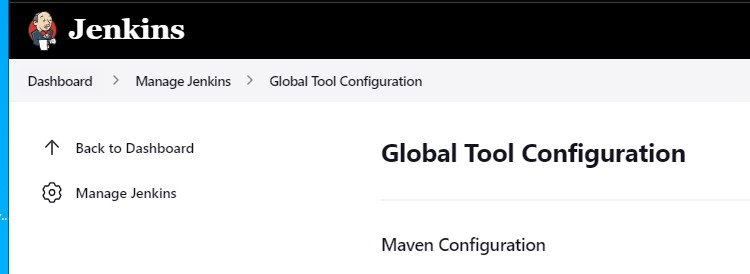 Jenkins
Dashboard > Manage Jenkins > Global Tool Configuration
Back to Dashboard
Manage Jenkins
Global Tool Configuration
Maven Configuration